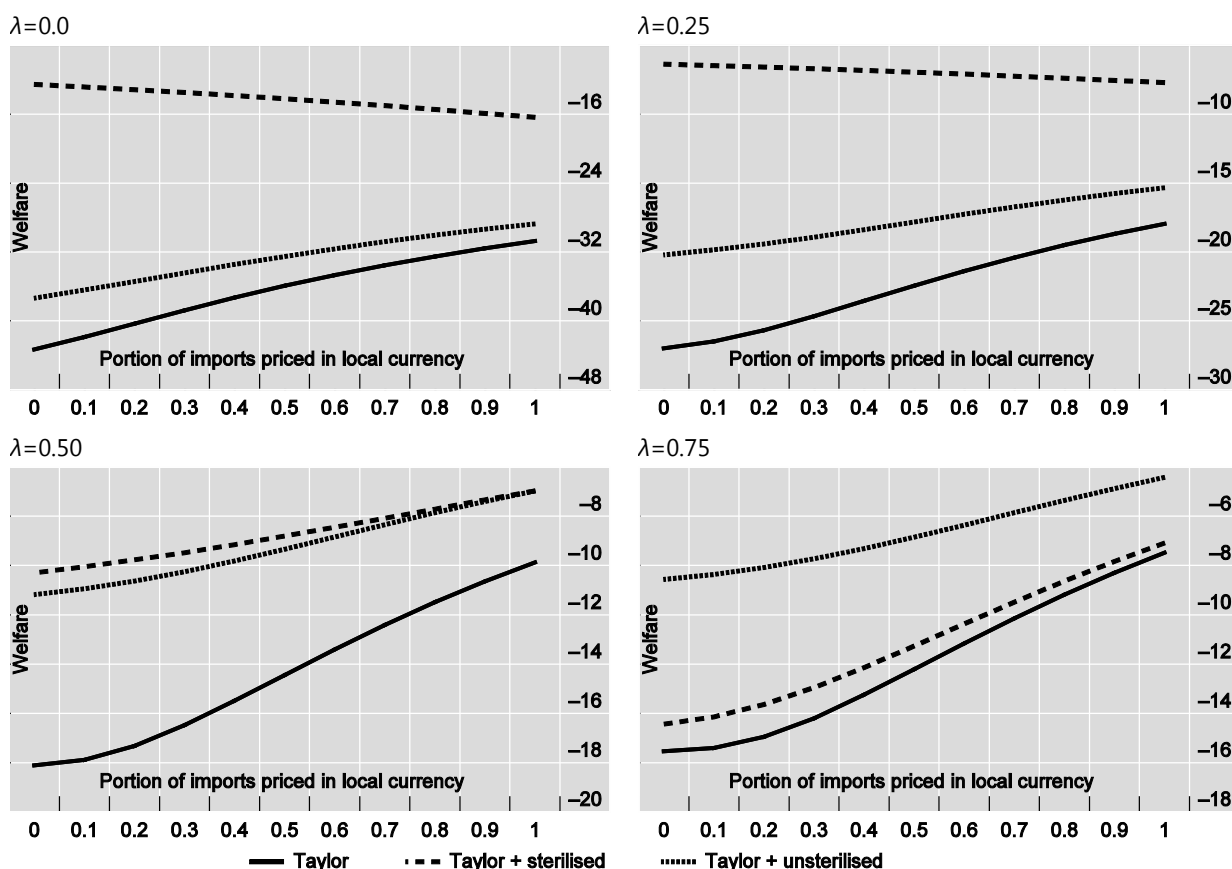 λ=0.0
λ=0.25
Welfare
–16
–24
–32
–40
–48
Portion of imports priced in local currency
0 0.1 0.2 0.3 0.4 0.5 0.6 0.7 0.8 0.9 1
Welfare
–10
–15
–20
–25
–30
Portion of imports priced in local currency
0 0.1 0.2 0.3 0.4 0.5 0.6 0.7 0.8 0.9 1
λ=0.50
λ=0.75
Welfare
–8
–10
–12
–14
–16
–18
–20
Portion of imports priced in local currency
0 0.1 0.2 0.3 0.4 0.5 0.6 0.7 0.8 0.9 1
Welfare
–6
–8
–10
–12
–14
–16
–18
Portion of imports priced in local currency
0 0.1 0.2 0.3 0.4 0.5 0.6 0.7 0.8 0.9 1
Taylor Taylor + sterilised Taylor + unsterilised